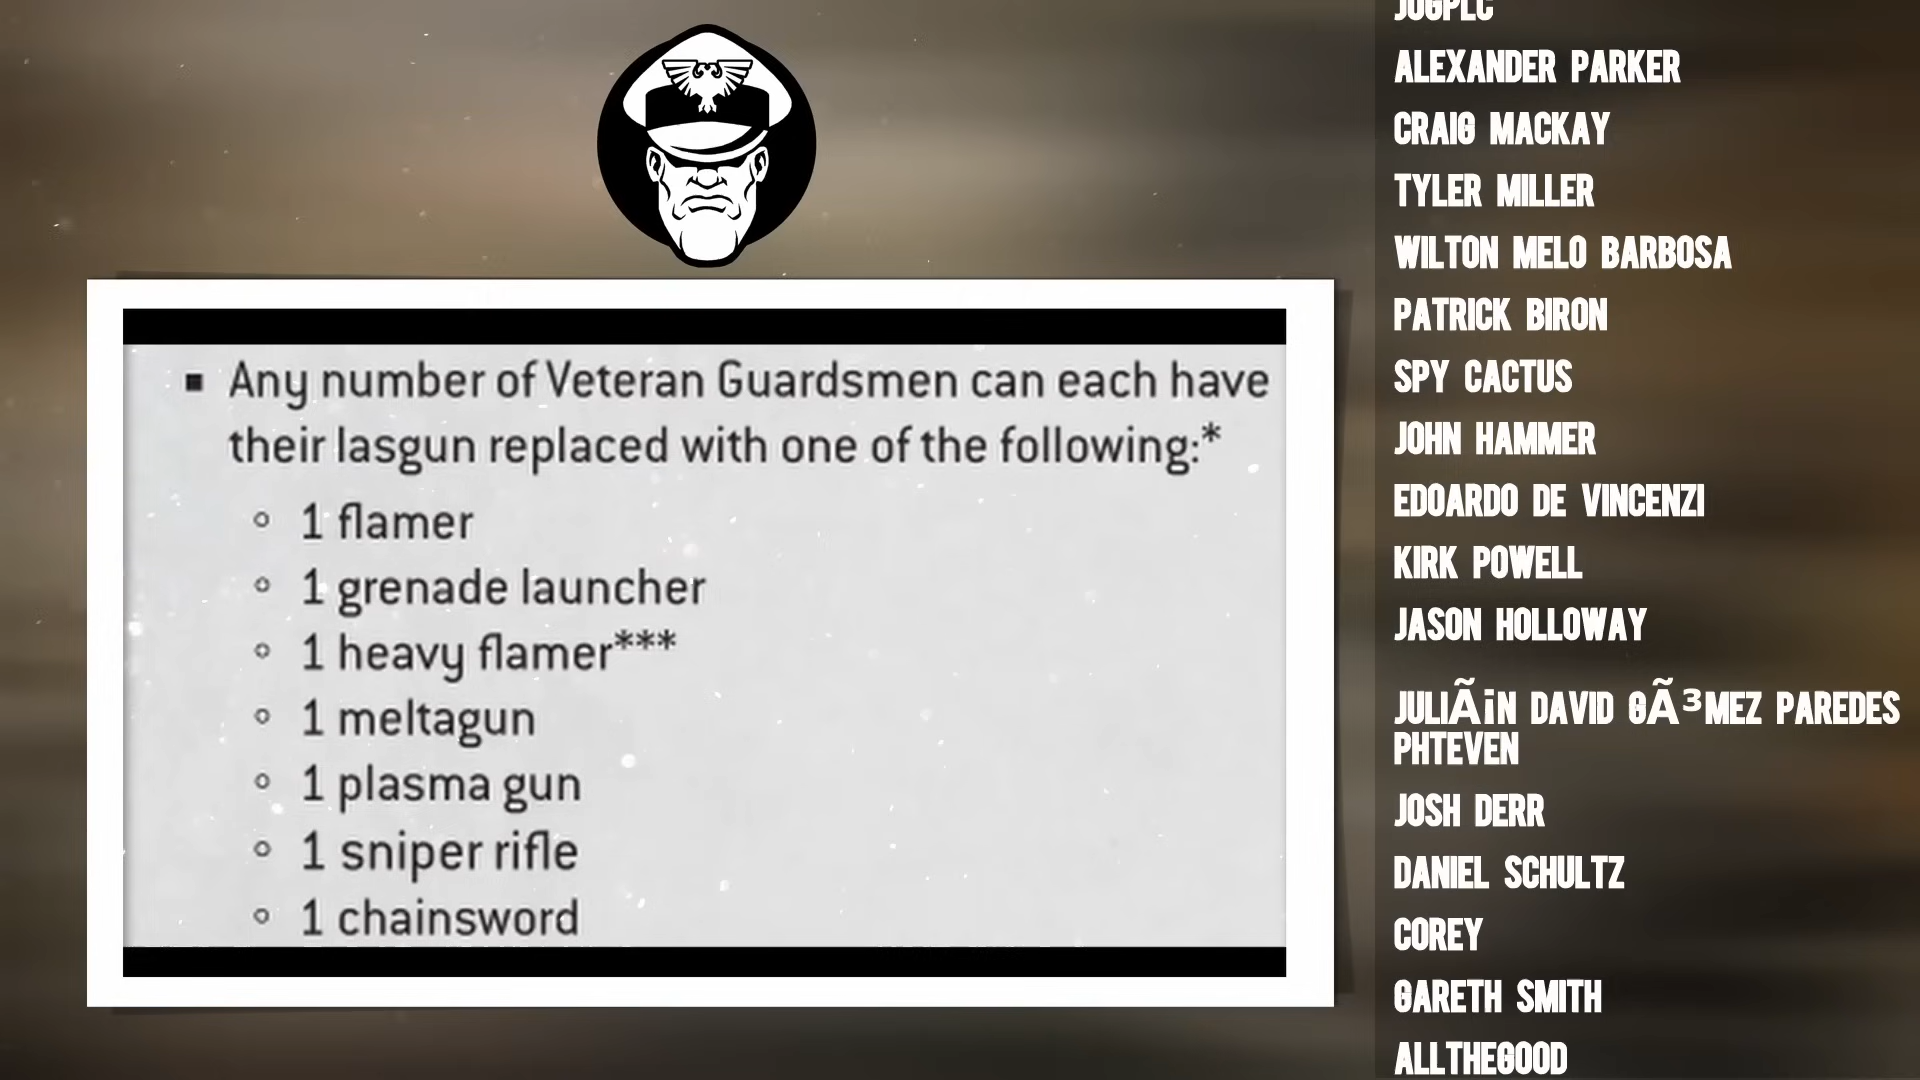 ▪ Any number of Veteran Guardsmen can each have
their lasgun replaced with one of the following:*
◦ 1 flamer
◦ 1 grenade launcher
◦ 1 heavy flamer***
◦ 1 meltagun
◦ 1 plasma gun
◦ 1 sniper rifle
◦ 1 chainsword
JOGPLC
ALEXANDER PARKER
CRAIG MACKAY
TYLER MILLER
WILTON MELO BARBOSA
PATRICK BIRON
SPY CACTUS
JOHN HAMMER
EDOARDO DE VINCENZI
KIRK POWELL
JASON HOLLOWAY
JULIÃ¡N DAVID GÃ³MEZ PAREDES
PHTEVEN
JOSH DERR
DANIEL SCHULTZ
COREY
GARETH SMITH
ALLTHEGOOD